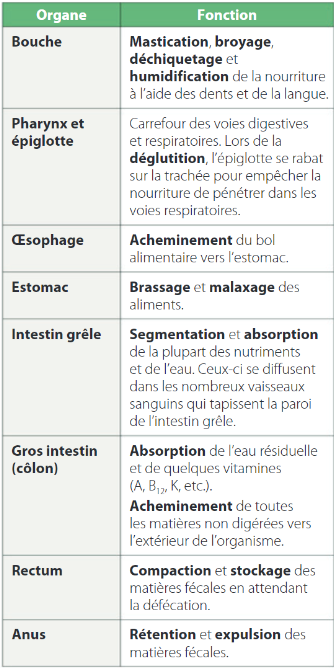 Organe Fonction
Bouche Mastication, broyage,
déchiquetage et
humidification de la nourriture
à l'aide des dents et de la langue.
Pharynx et Carrefour des voies digestives
épiglotte et respiratoires. Lors de la
déglutition, l'épiglotte se rabat
sur la trachée pour empêcher la
nourriture de pénétrer dans les
voies respiratoires.
Œsophage Acheminement du bol
alimentaire vers l'estomac.
Estomac Brassage et malaxage des
aliments.
Intestin grêle Segmentation et absorption
de la plupart des nutriments
et de l'eau. Ceux-ci se diffusent
dans les nombreux vaisseaux
sanguins qui tapissent la paroi
de l'intestin grêle.
Gros intestin Absorption de l'eau résiduelle
(côlon) et de quelques vitamines
(A, B12, K, etc.).
Acheminement de toutes
les matières non digérées vers
l'extérieur de l'organisme.
Rectum Compaction et stockage des
matières fécales en attendant
la défécation.
Anus Rétention et expulsion des
matières fécales.